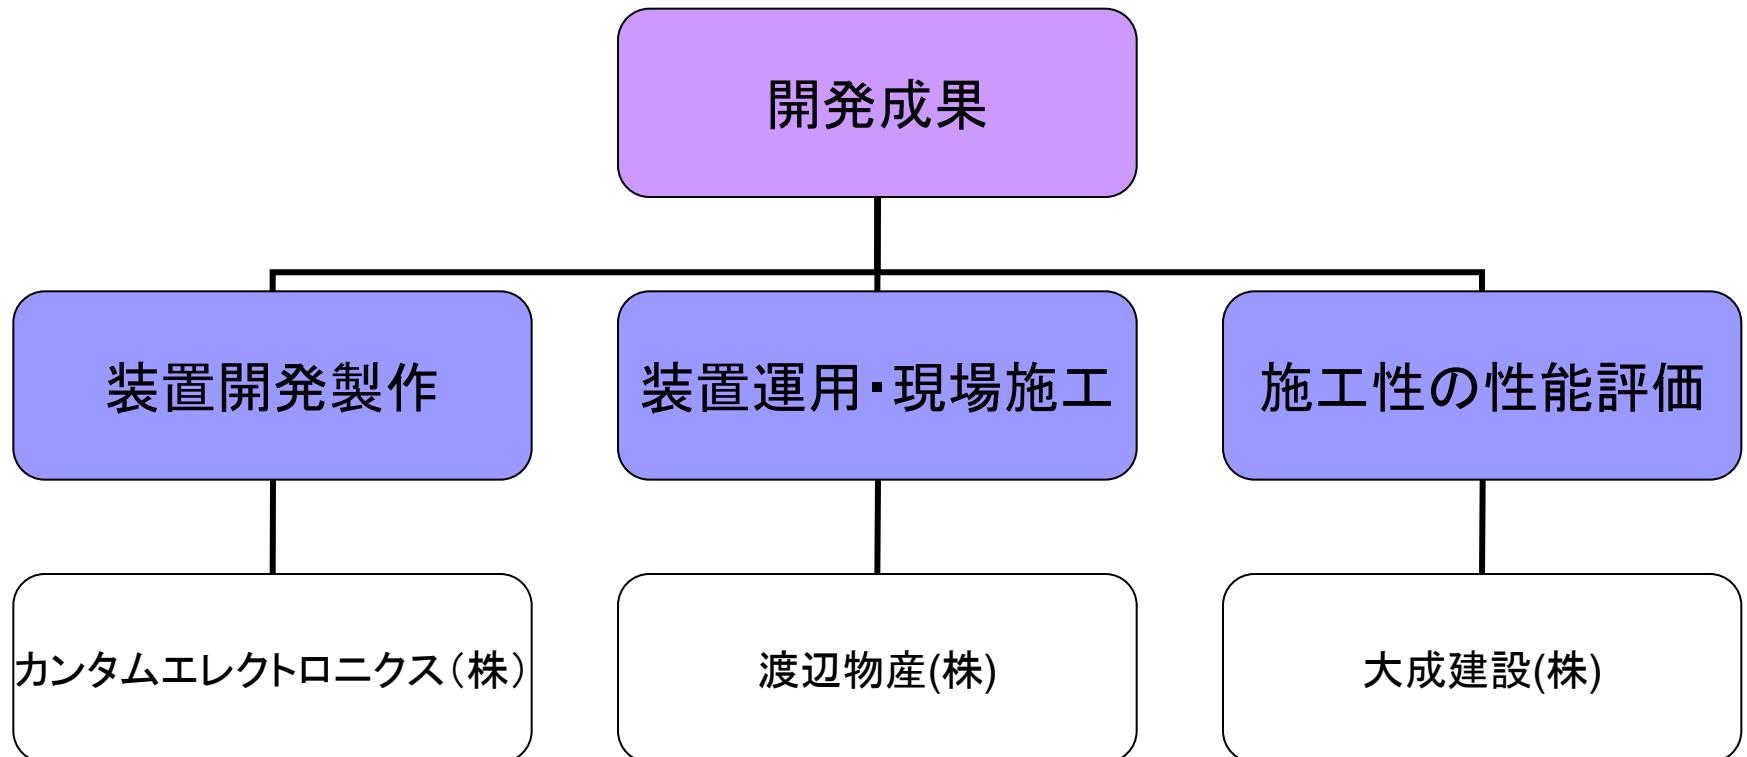 開発成果
装置開発製作
装置運用・現場施工
施工性の性能評価
カンタムエレクトロニクス（株）
渡辺物産(株)
大成建設(株)